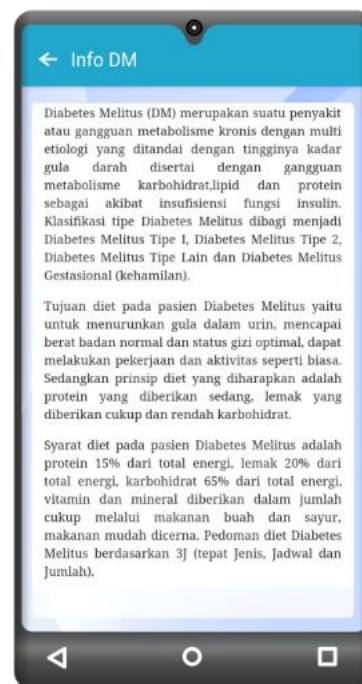 Info DM
Diabetes Melitus (DM) merupakan suatu penyakit
atau gangguan metabolisme kronis dengan multi
etiologi yang ditandai dengan tingginya kadar
gula darah disertai dengan gangguan
metabolisme karbohidrat,lipid dan protein
sebagai akibat insufisiensi fungsi insulin.
Klasifikasi tipe Diabetes Melitus dibagi menjadi
Diabetes Melitus Tipe I, Diabetes Melitus Tipe 2,
Diabetes Melitus Tipe Lain dan Diabetes Melitus
Gestasional (kehamilan).
Tujuan diet pada pasien Diabetes Melitus yaitu
untuk menurunkan gula dalam urin, mencapai
berat badan normal dan status gizi optimal, dapat
melakukan pekerjaan dan aktivitas seperti biasa.
Sedangkan prinsip diet yang diharapkan adalah
protein yang diberikan sedang, lemak yang
diberikan cukup dan rendah karbohidrat.
Syarat diet pada pasien Diabetes Melitus adalah
protein 15% dari total energi, lemak 20% dari
total energi, karbohidrat 65% dari total energi,
vitamin dan mineral diberikan dalam jumlah
cukup melalui makanan buah dan sayur,
makanan mudah dicerna. Pedoman diet Diabetes
Melitus berdasarkan 3J (tepat Jenis, Jadwal dan
Jumlah).